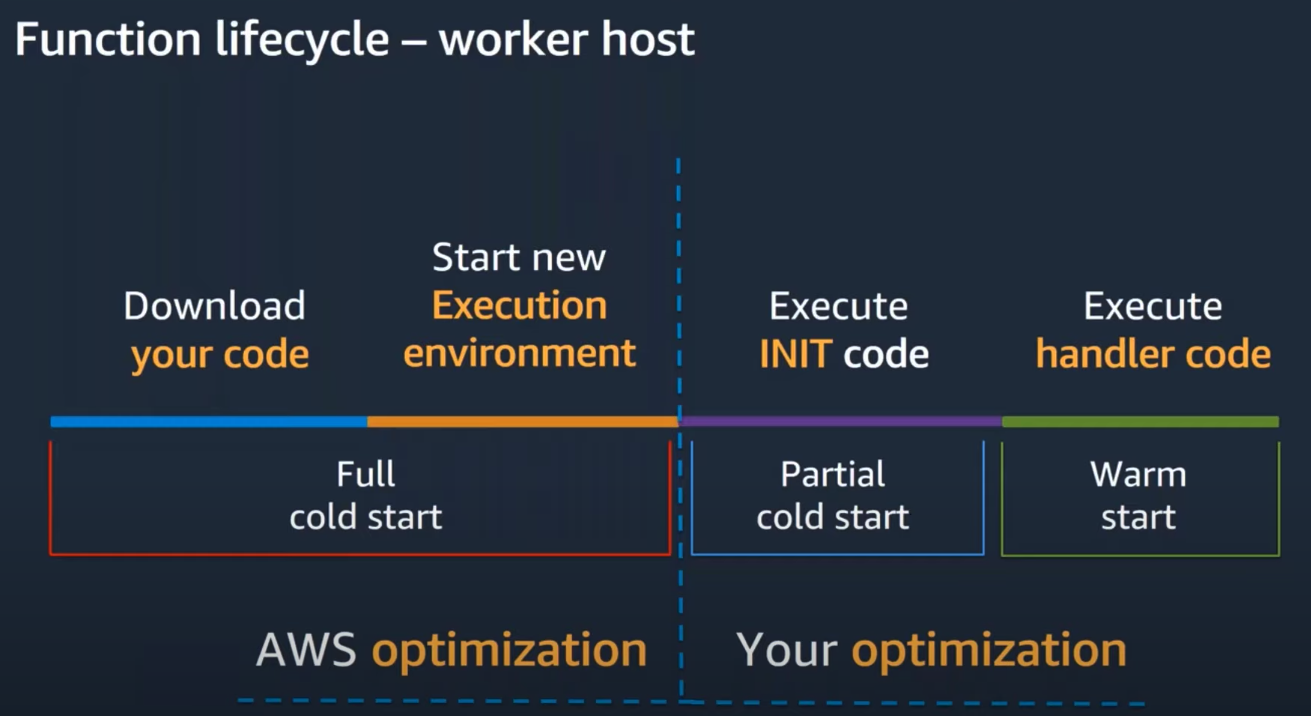 Function lifecycle – worker host
Download
your code
Start new
Execution
environment
Execute
INIT code
Execute
handler code
Full
cold start
Partial
cold start
Warm
start
AWS optimization
Your optimization